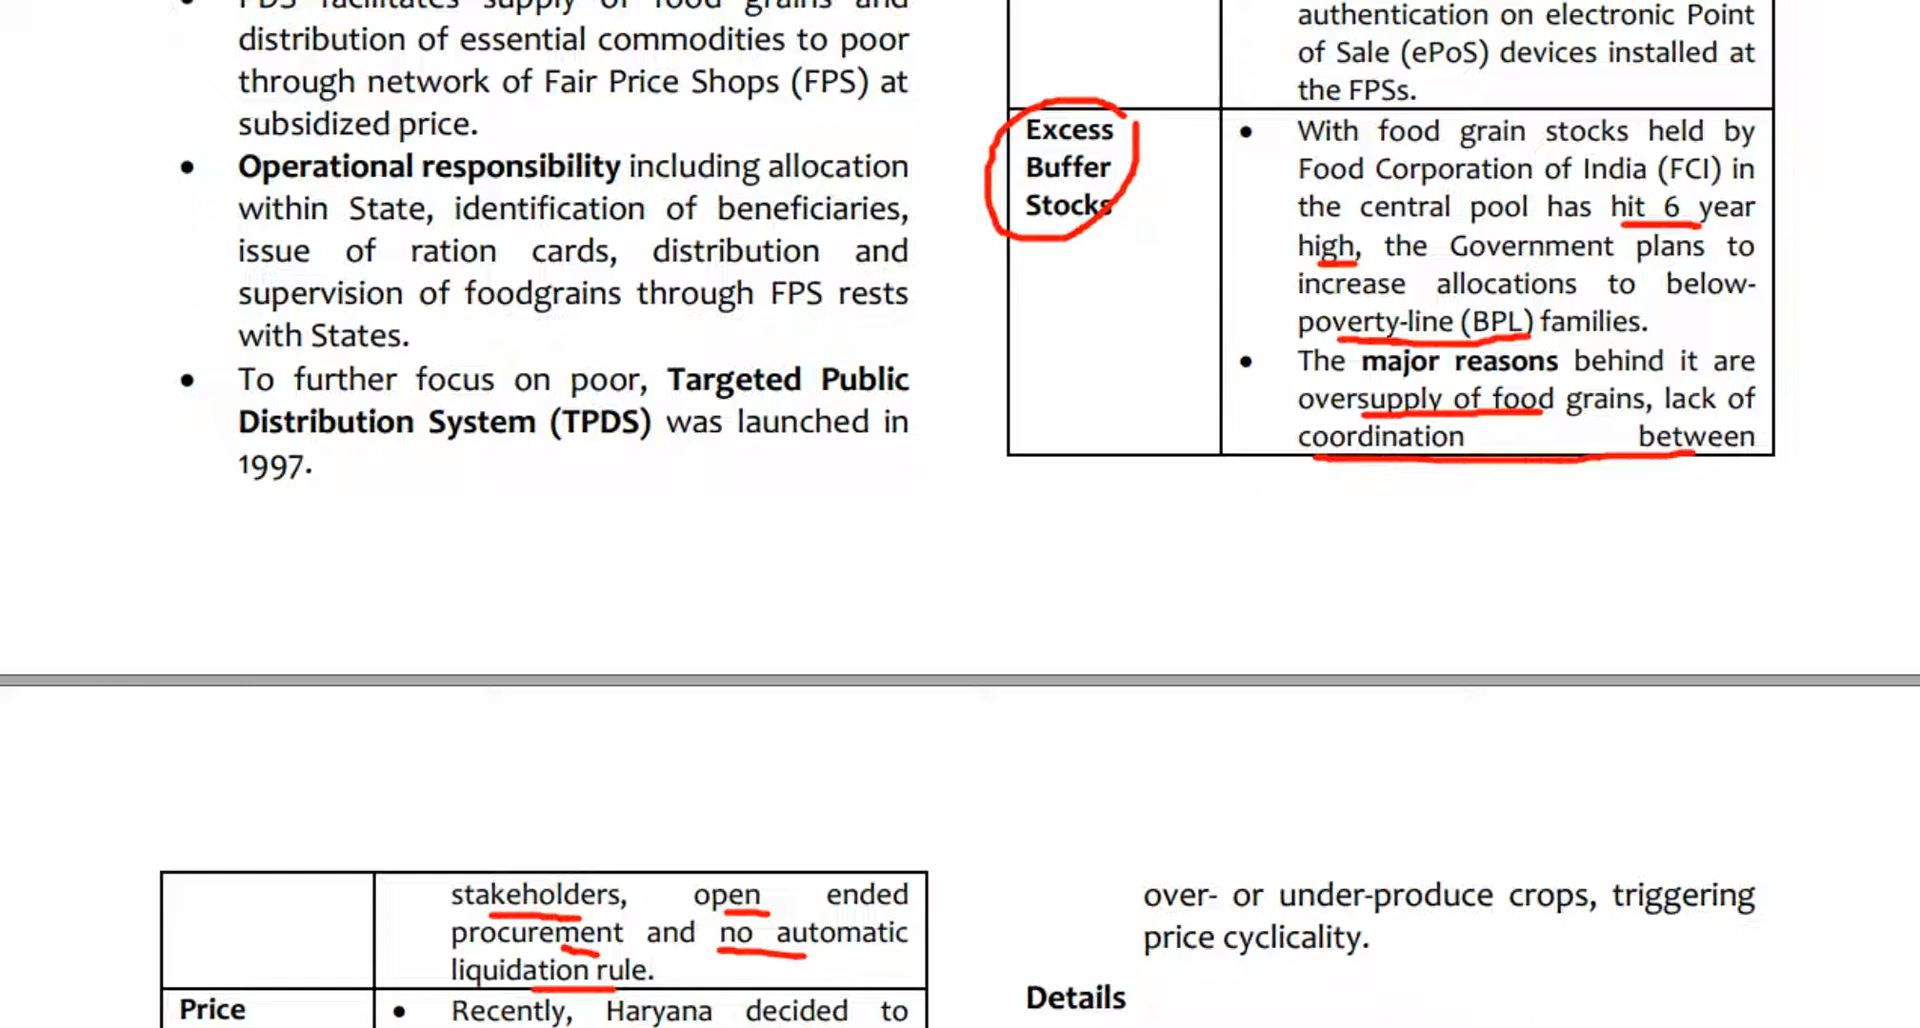 PDS facilitates supply of food grains and
distribution of essential commodities to poor
through network of Fair Price Shops (FPS) at
subsidized price.
• Operational responsibility including allocation
within State, identification of beneficiaries,
issue of ration cards, distribution and
supervision of foodgrains through FPS rests
with States.
• To further focus on poor, Targeted Public
Distribution System (TPDS) was launched in
1997.
authentication on electronic Point
of Sale (ePoS) devices installed at
the FPSs.
Excess
Buffer
Stocks
• With food grain stocks held by
Food Corporation of India (FCI) in
the central pool has hit 6 year
high, the Government plans to
increase allocations to below-
poverty-line (BPL) families.
• The major reasons behind it are
oversupply of food grains, lack of
coordination between
stakeholders, open ended
procurement and no automatic
liquidation rule.
Price
• Recently, Haryana decided to
over- or under-produce crops, triggering
price cyclicality.
Details